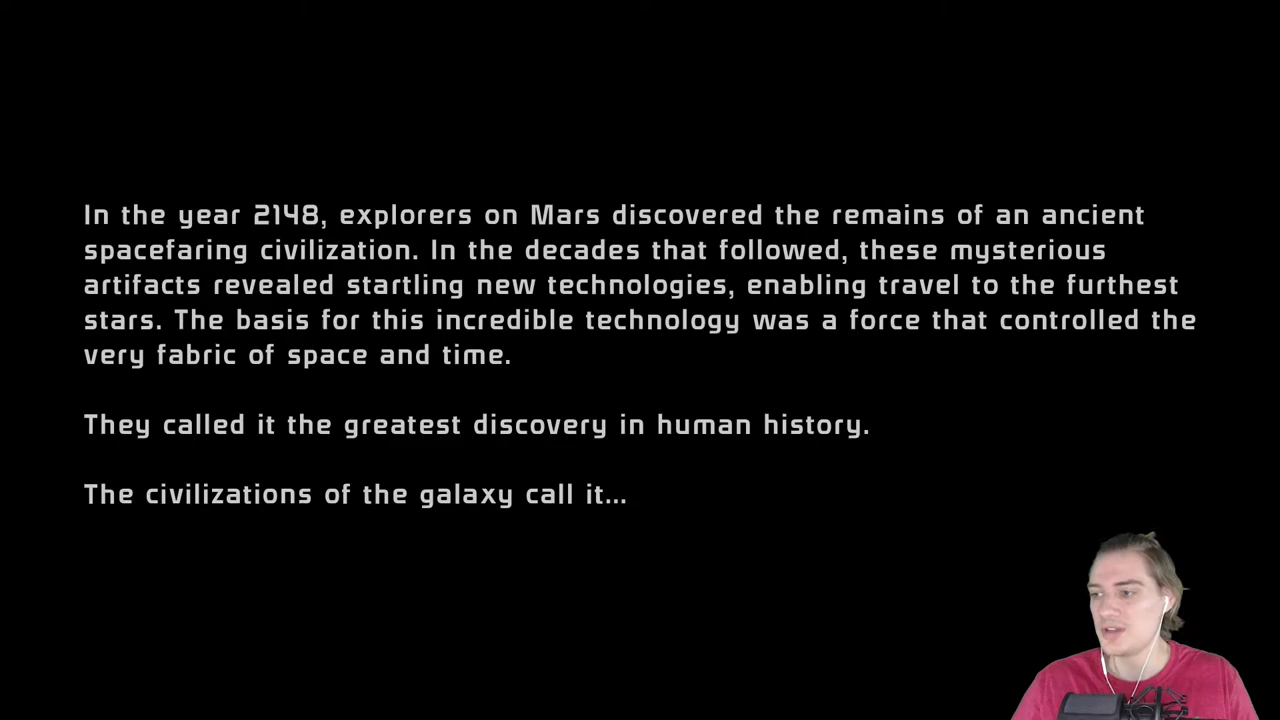 In the year 2148, explorers on Mars discovered the remains of an ancient
spacefaring civilization. In the decades that followed, these mysterious
artifacts revealed startling new technologies, enabling travel to the furthest
stars. The basis for this incredible technology was a force that controlled the
very fabric of space and time.
They called it the greatest discovery in human history.
The civilizations of the galaxy call it...